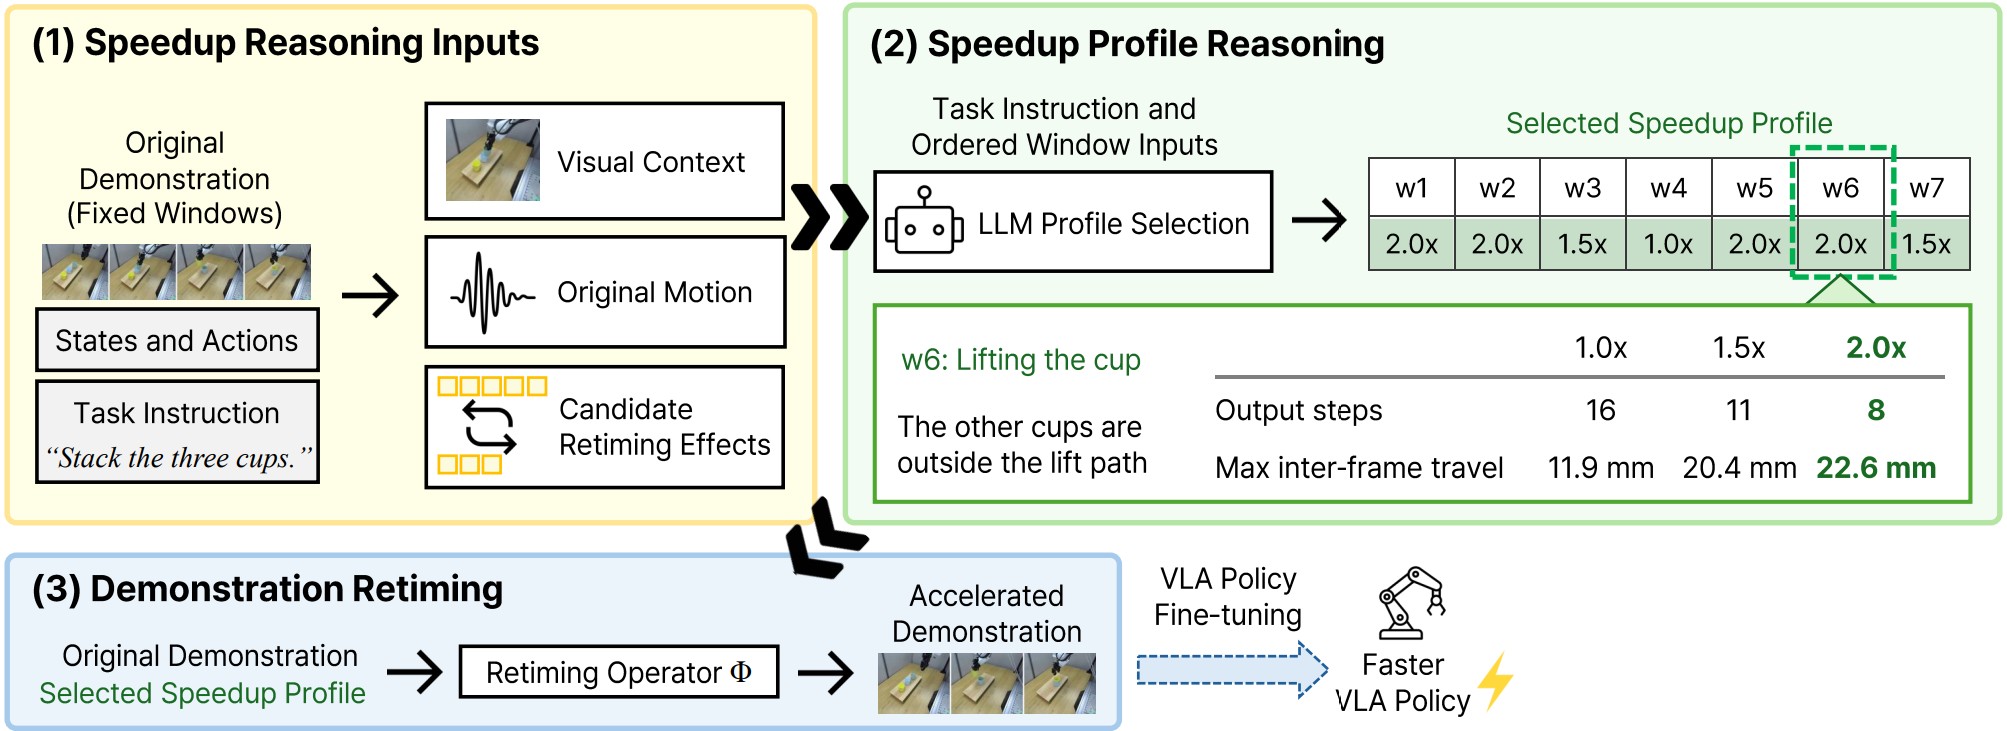 (1) Speedup Reasoning Inputs
Original
Demonstration
(Fixed Windows)
States and Actions
Task Instruction
“Stack the three cups.”
Visual Context
Original Motion
Candidate
Retiming Effects
(2) Speedup Profile Reasoning
Task Instruction and
Ordered Window Inputs
LLM Profile Selection
Selected Speedup Profile
w1 w2 w3 w4 w5 w6 w7
2.0x 2.0x 1.5x 1.0x 2.0x 2.0x 1.5x
w6: Lifting the cup
The other cups are
outside the lift path
1.0x 1.5x 2.0x
Output steps 16 11 8
Max inter-frame travel 11.9 mm 20.4 mm 22.6 mm
(3) Demonstration Retiming
Original Demonstration
Selected Speedup Profile
Retiming Operator Φ
Accelerated
Demonstration
VLA Policy
Fine-tuning
Faster
VLA Policy